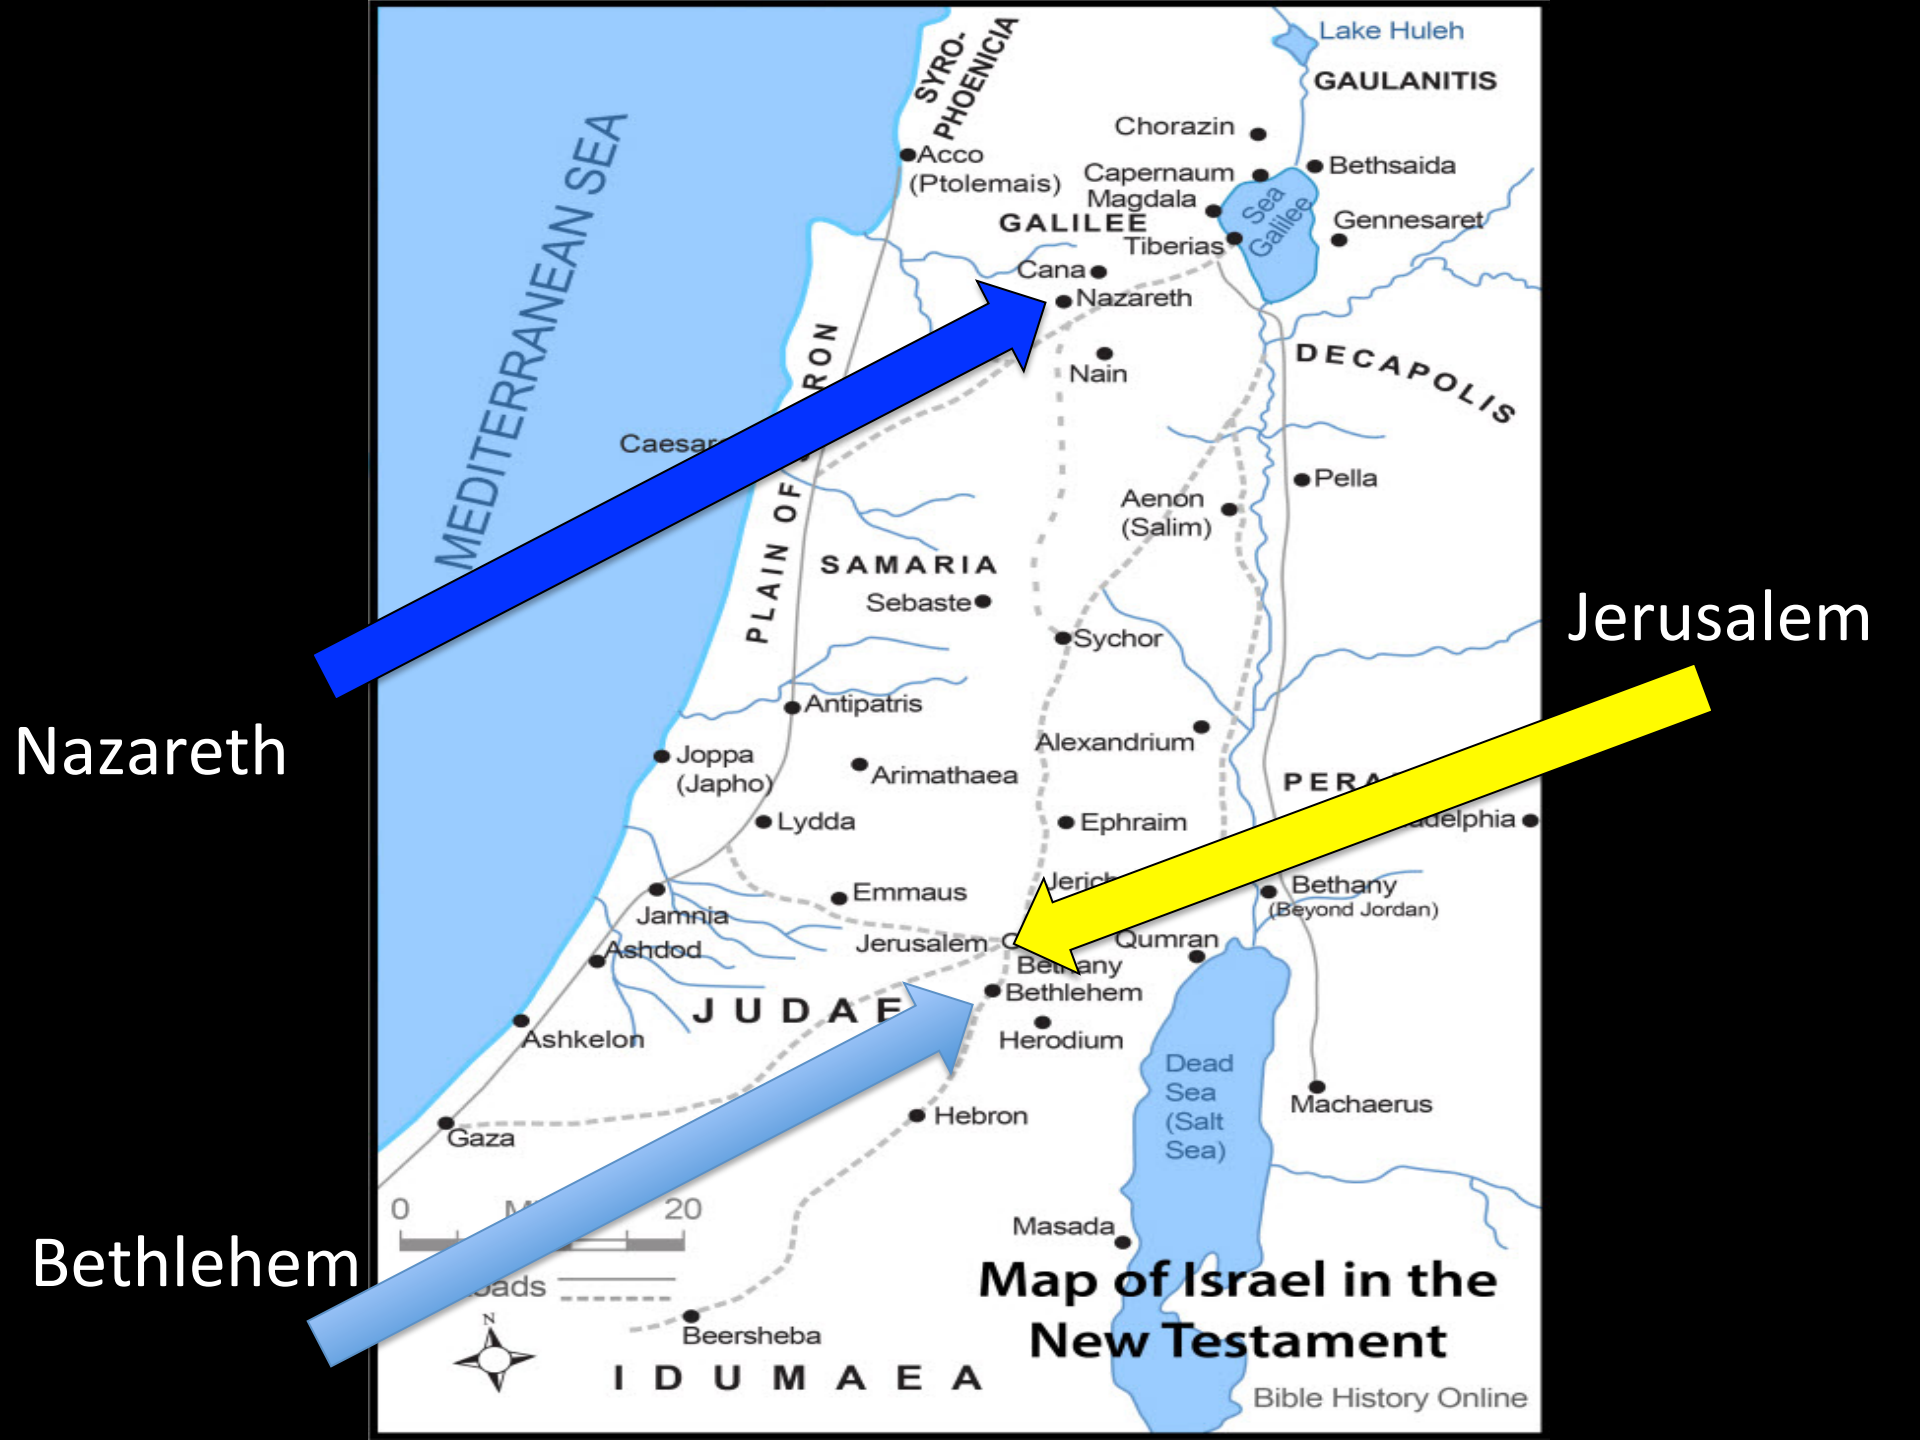 Lake Huleh
SYRO-
PHOENICIA
GAULANITIS
Chorazin
Acco
(Ptolemais)
Capernaum
Bethsaida
Magdala
GALILEE
Sea
Galilee
Gennesaret
Tiberias
Cana
Nazareth
MEDITERRANEAN SEA
Nain
DECAPOLIS
PLAIN OF
Pella
Aenon
(Salim)
SAMARIA
Sebaste
Jerusalem
Sychor
Antipatris
Nazareth
Alexandrium
Joppa
(Japho)
Arimathaea
Lydda
Ephraim
Emmaus
Bethany
(Beyond Jordan)
Jamnia
Jerusalem
Qumran
Ashdod
Bethany
Bethlehem
JUDAE
Ashkelon
Herodium
Dead
Sea
(Salt
Sea)
Machaerus
Hebron
Gaza
0 20
Masada
Bethlehem
Map of Israel in the
New Testament
N
Beersheba
IDUMAEA
Bible History Online